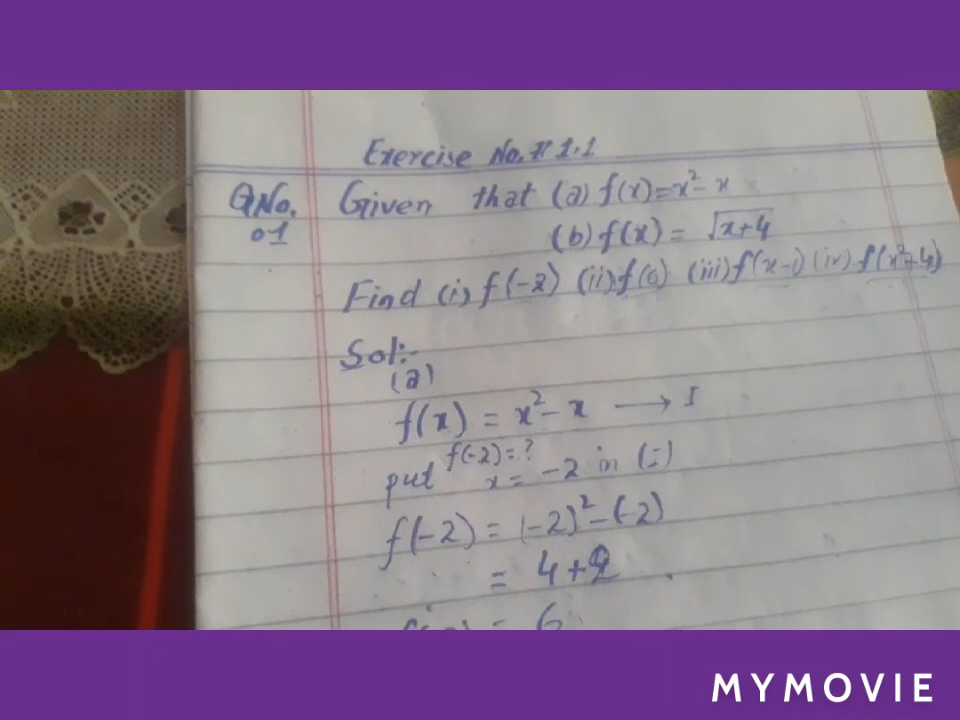 Exercise No.# 1.1
Q No. 01 Given that (a) f(x)=x²-x
(b) f(x) = √x+4
Find (i) f(-2) (ii) f(0) (iii) f(x-1) (iv) f(x²+4)
Sol:-
(a)
f(x) = x²-x → I
f(-2)=?
put x = -2 in (I)
f(-2) = (-2)²-(-2)
= 4+2
= 6
MYMOVIE